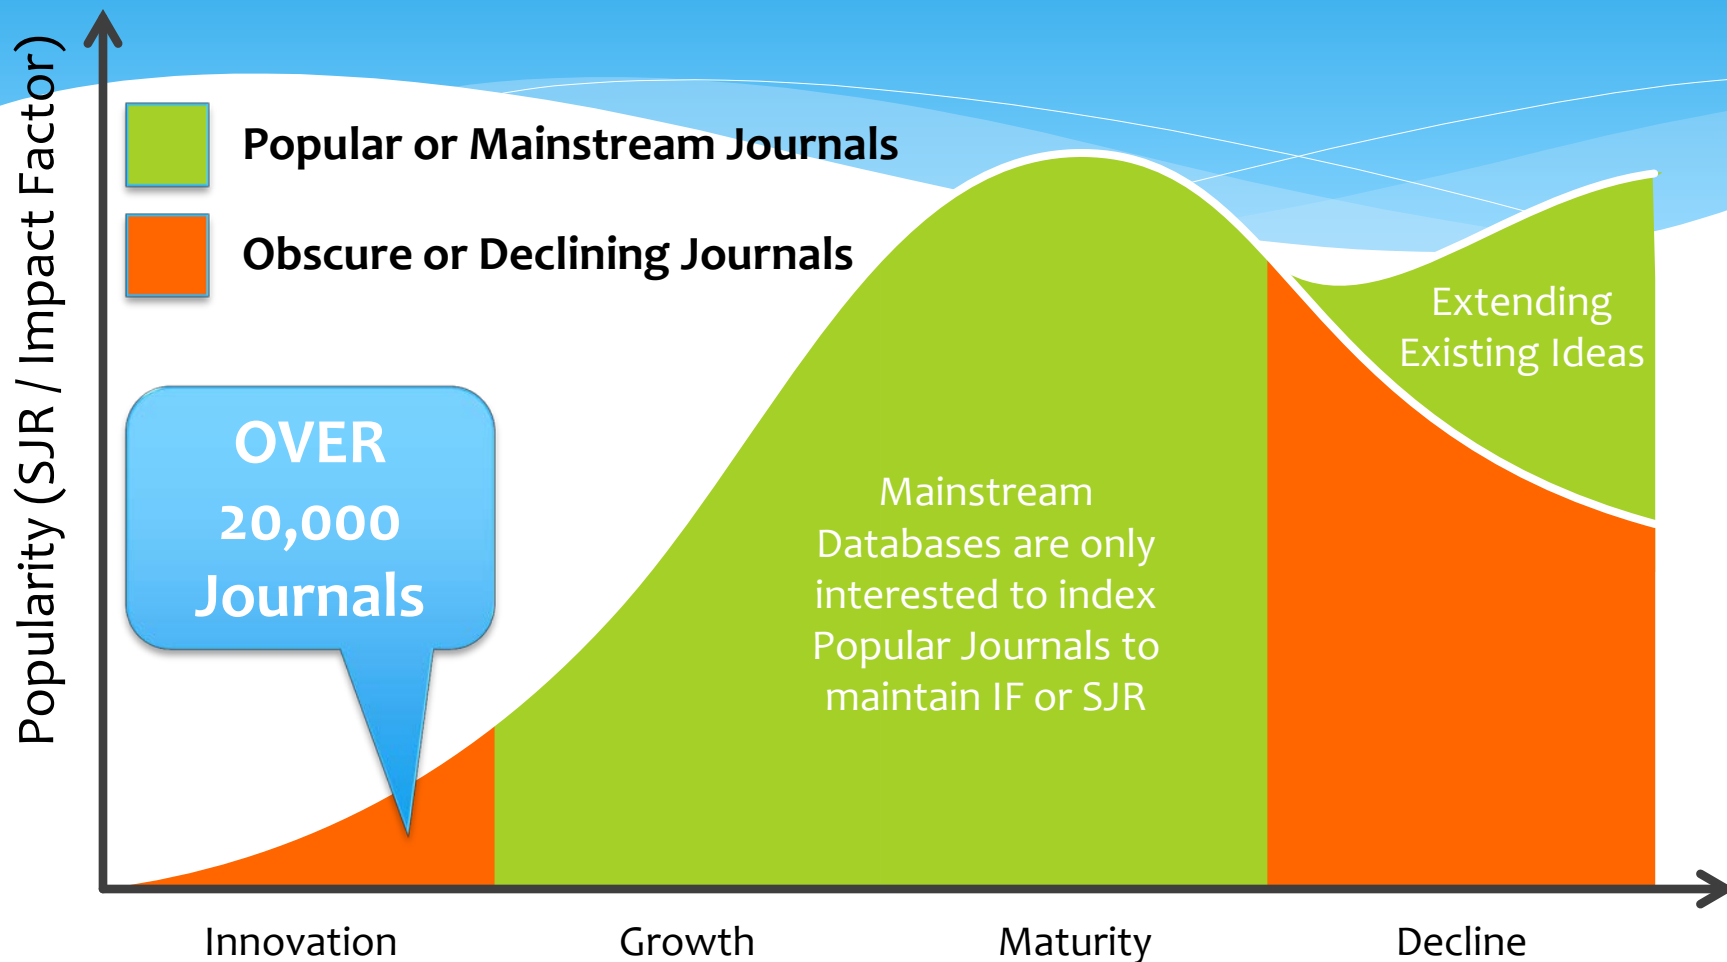 Popularity (SJR / Impact Factor)
Popular or Mainstream Journals
Obscure or Declining Journals
OVER
20,000
Journals
Mainstream
Databases are only
interested to index
Popular Journals to
maintain IF or SJR
Extending
Existing Ideas
Innovation
Growth
Maturity
Decline